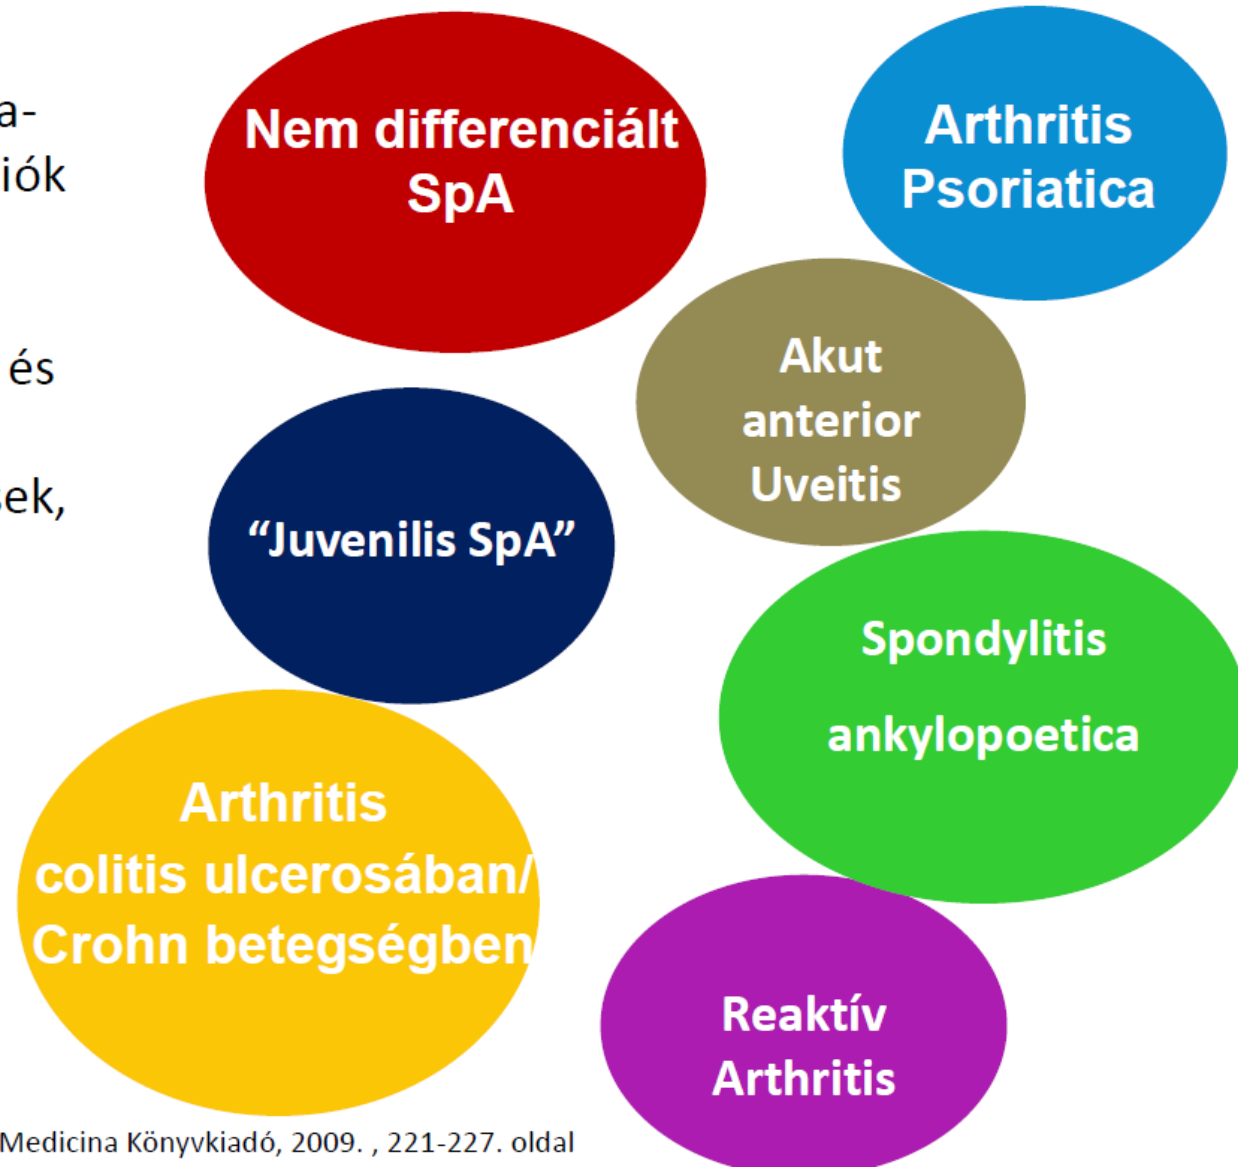 a-
iók
és
sek,
Nem differenciált
SpA
Arthritis
Psoriatica
Akut
anterior
Uveitis
“Juvenilis SpA”
Spondylitis
ankylopoetica
Arthritis
colitis ulcerosában/
Crohn betegségben
Reaktív
Arthritis
Medicina Könyvkiadó, 2009. , 221-227. oldal